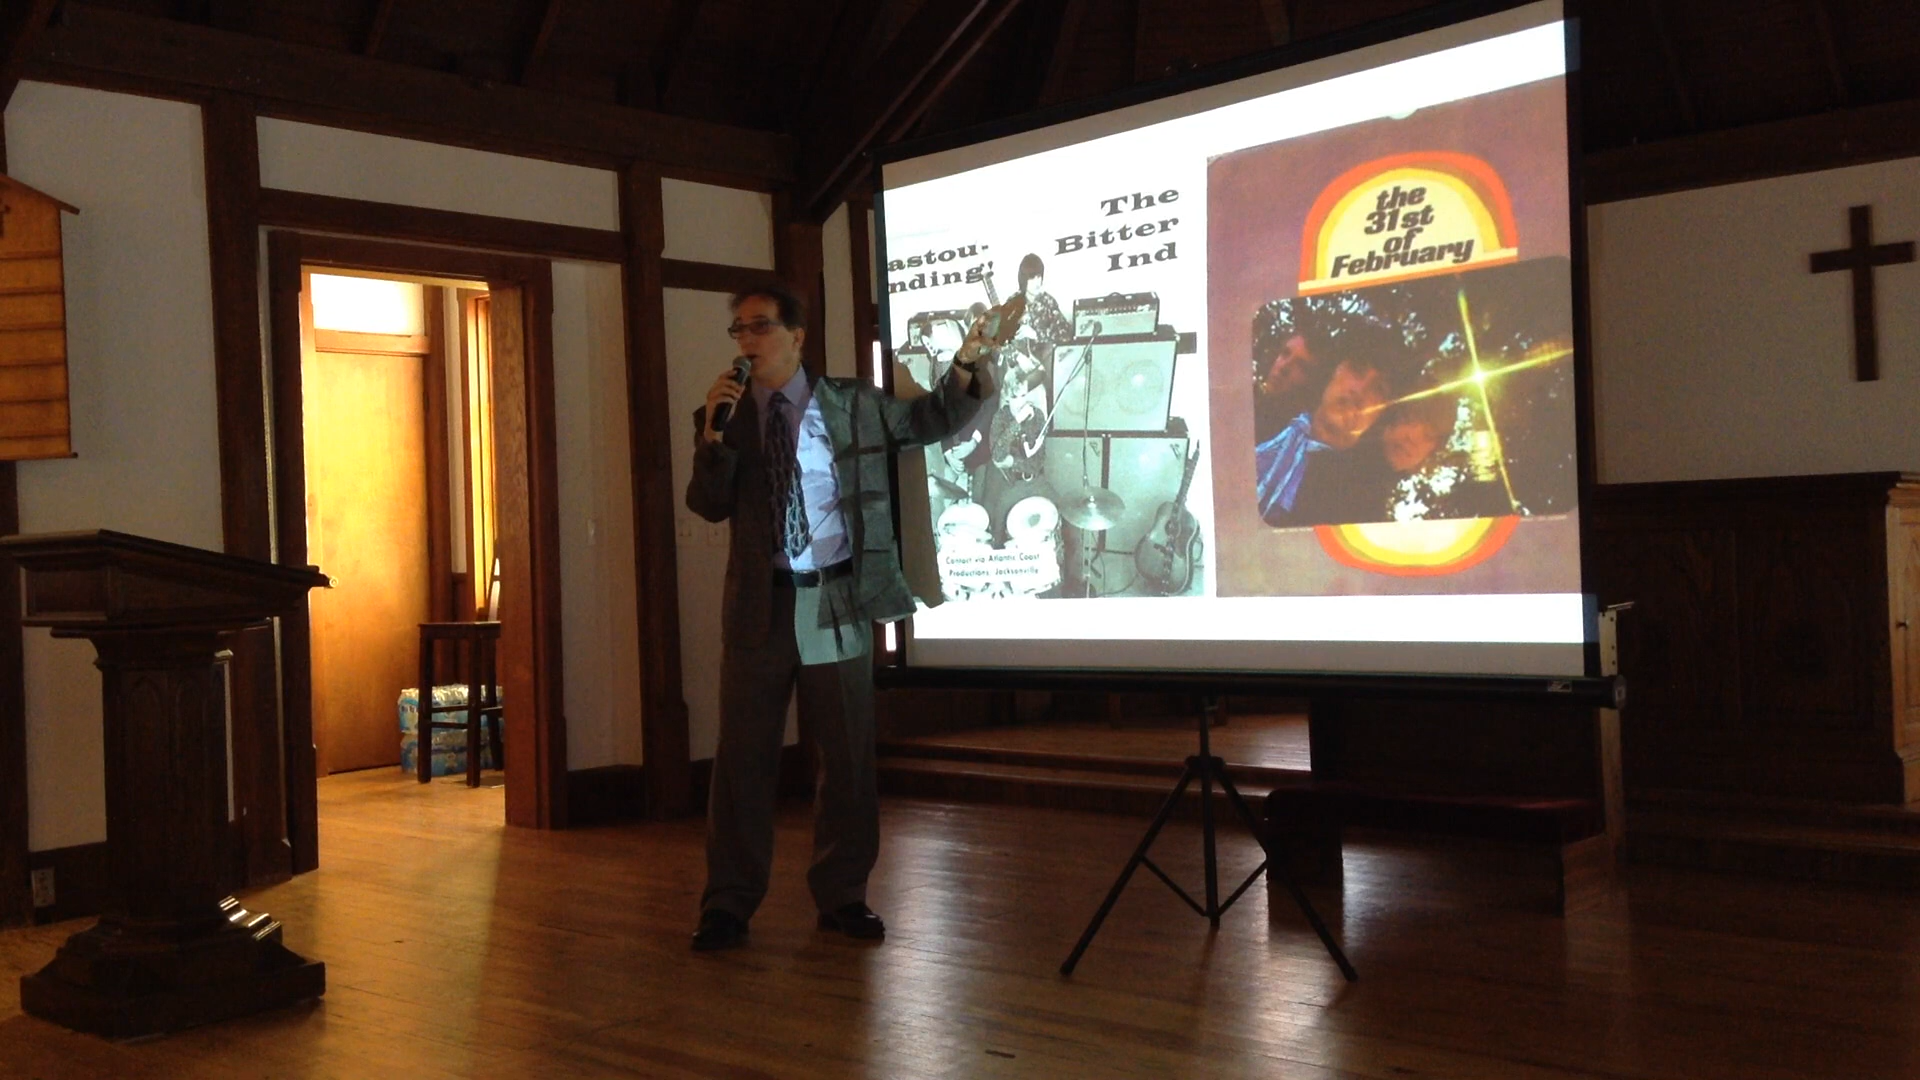 astou-
nding!
The
Bitter
Ind
Contact via Atlantic Coast
Productions, Jacksonville
the
31st
of
February